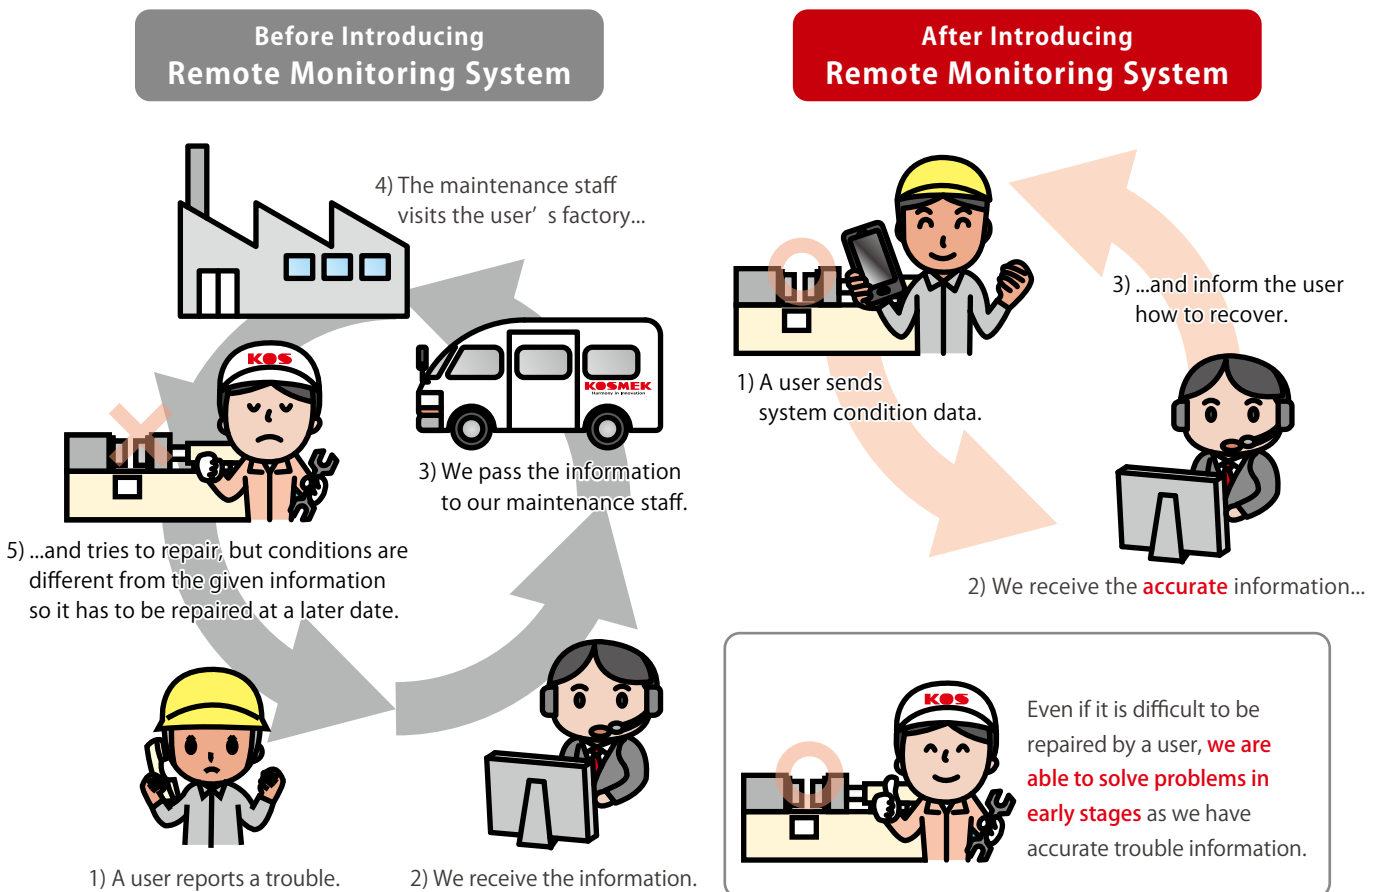 Before Introducing
Remote Monitoring System
4) The maintenance staff
visits the user' s factory...
KOS
KOSMEK
Harmony in Innovation
3) We pass the information
to our maintenance staff.
5) ...and tries to repair, but conditions are
different from the given information
so it has to be repaired at a later date.
1) A user reports a trouble.
2) We receive the information.
After Introducing
Remote Monitoring System
3) ...and inform the user
how to recover.
1) A user sends
system condition data.
2) We receive the accurate information...
KOS
Even if it is difficult to be
repaired by a user, we are
able to solve problems in
early stages as we have
accurate trouble information.